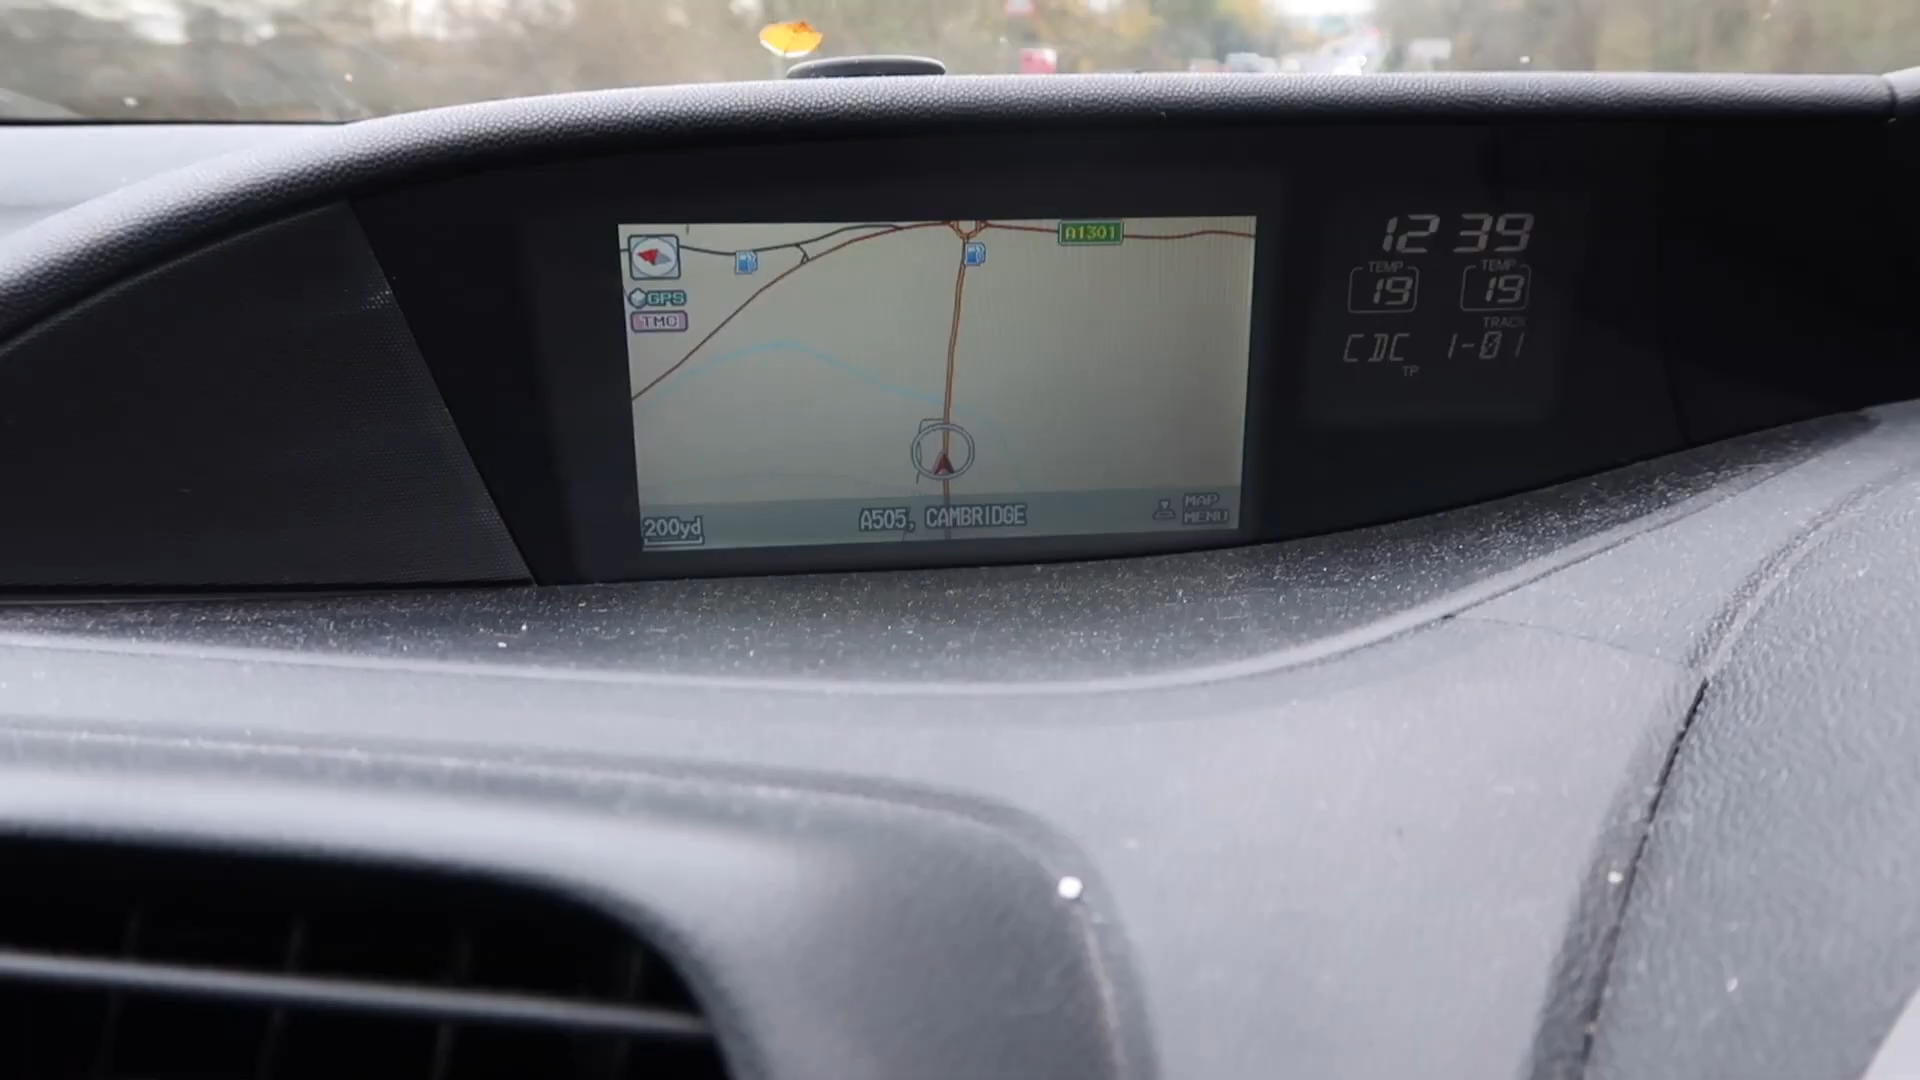 A1301
GPS
TMC
200yd
A505, CAMBRIDGE
MAP
MENU
12 39
TEMP TEMP
19 19
TRACK
CDC 1-01
TP